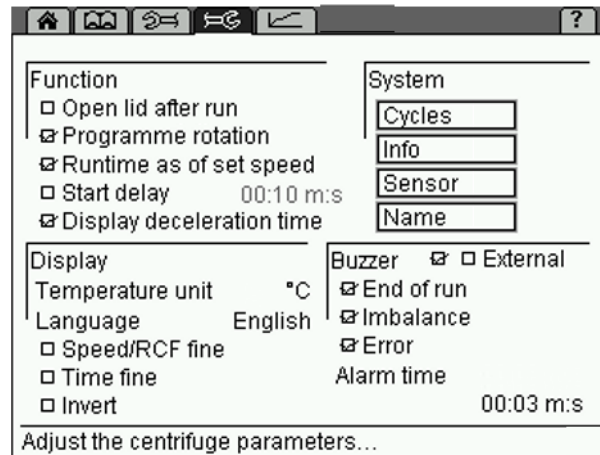 ?
Function
Open lid after run
Programme rotation
Runtime as of set speed
Start delay 00:10 m:s
Display deceleration time
System
Cycles
Info
Sensor
Name
Display
Temperature unit °C
Language English
Speed/RCF fine
Time fine
Invert
Buzzer External
End of run
Imbalance
Error
Alarm time
00:03 m:s
Adjust the centrifuge parameters...